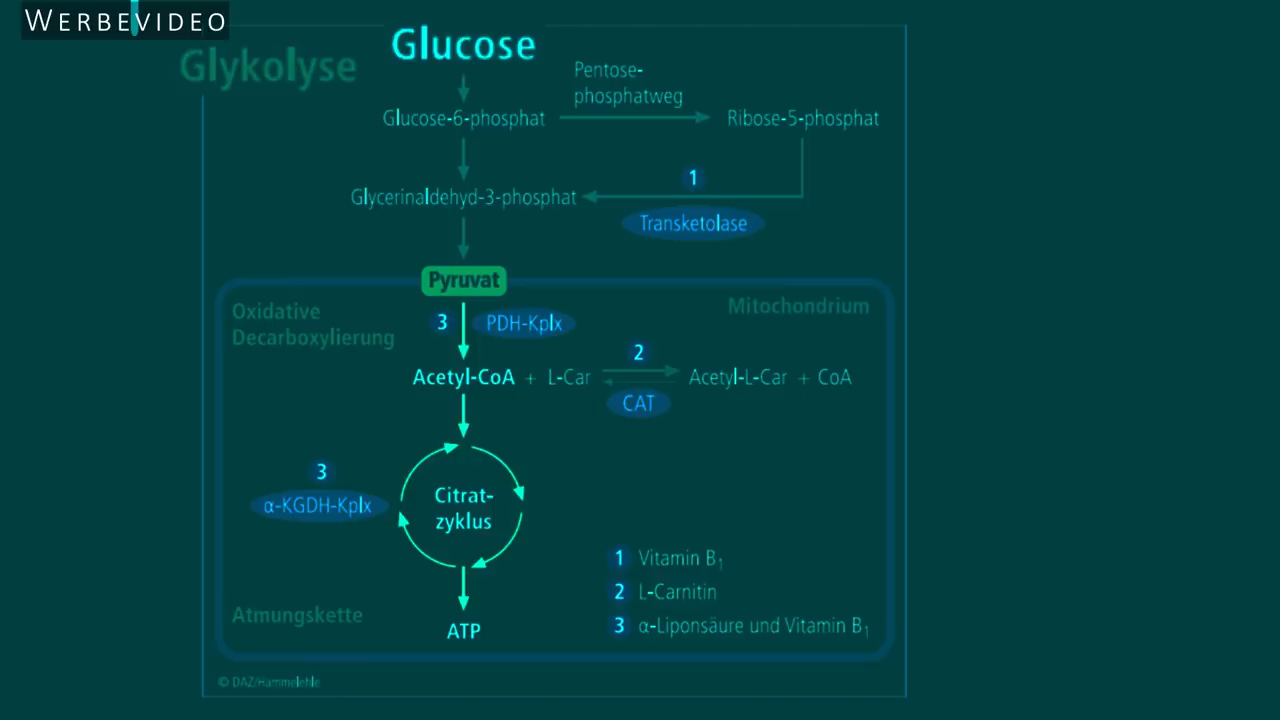 WERBEVIDEO
Glykolyse
Glucose
Pentose-
phosphatweg
Glucose-6-phosphat
Ribose-5-phosphat
1
Glycerinaldehyd-3-phosphat
Transketolase
Pyruvat
Oxidative
Decarboxylierung
Mitochondrium
3 PDH-Kplx
2
Acetyl-CoA + L-Car
Acetyl-L-Car + CoA
CAT
3
α-KGDH-Kplx
Citrat-
zyklus
1 Vitamin B₁
2 L-Carnitin
3 α-Liponsäure und Vitamin B₁
Atmungskette
ATP
© DAZ/Hammelehle